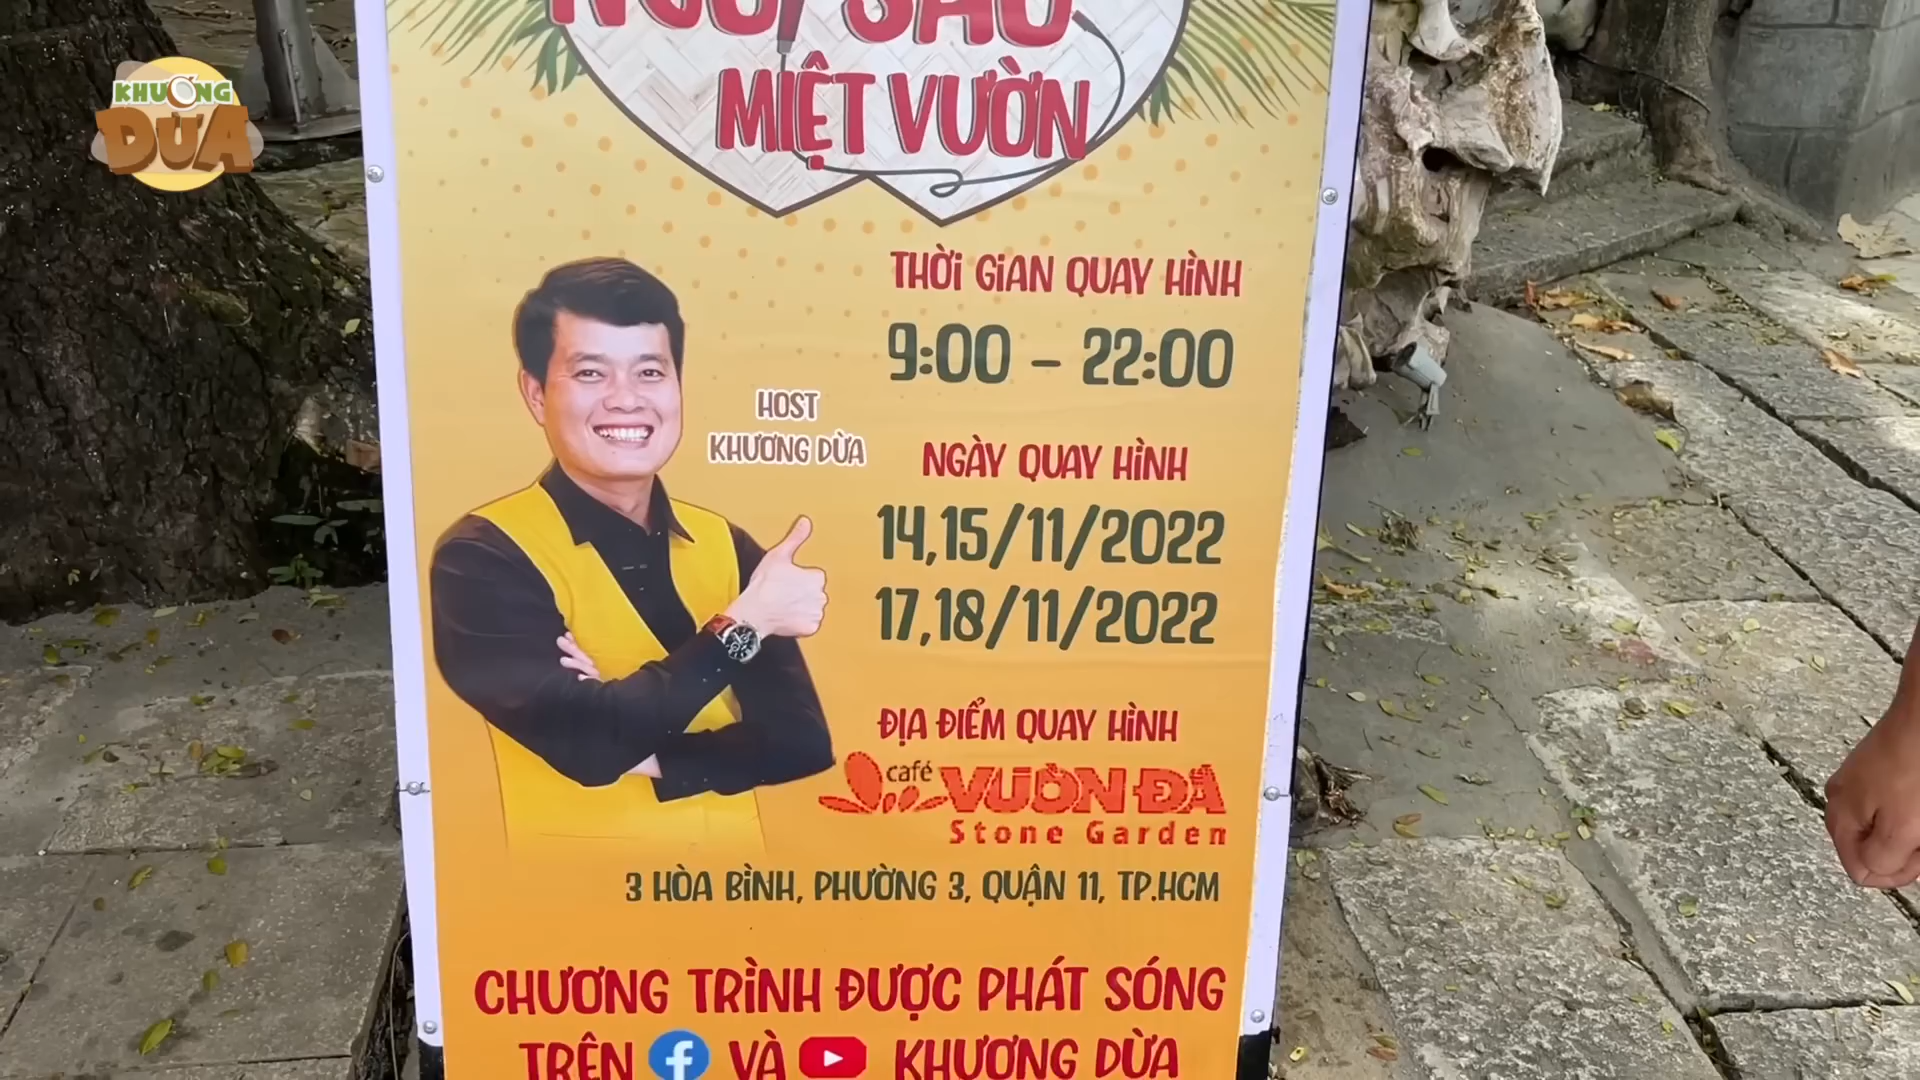 KHƯƠNG
DỪA
NGÔI SAO
MIỆT VƯỜN
THỜI GIAN QUAY HÌNH
9:00 - 22:00
HOST
KHƯƠNG DỪA
NGÀY QUAY HÌNH
14,15/11/2022
17,18/11/2022
ĐỊA ĐIỂM QUAY HÌNH
café VƯỜN ĐÁ
Stone Garden
3 HÒA BÌNH, PHƯỜNG 3, QUẬN 11, TP.HCM
CHƯƠNG TRÌNH ĐƯỢC PHÁT SÓNG
TRÊN f VÀ KHƯƠNG DỪA